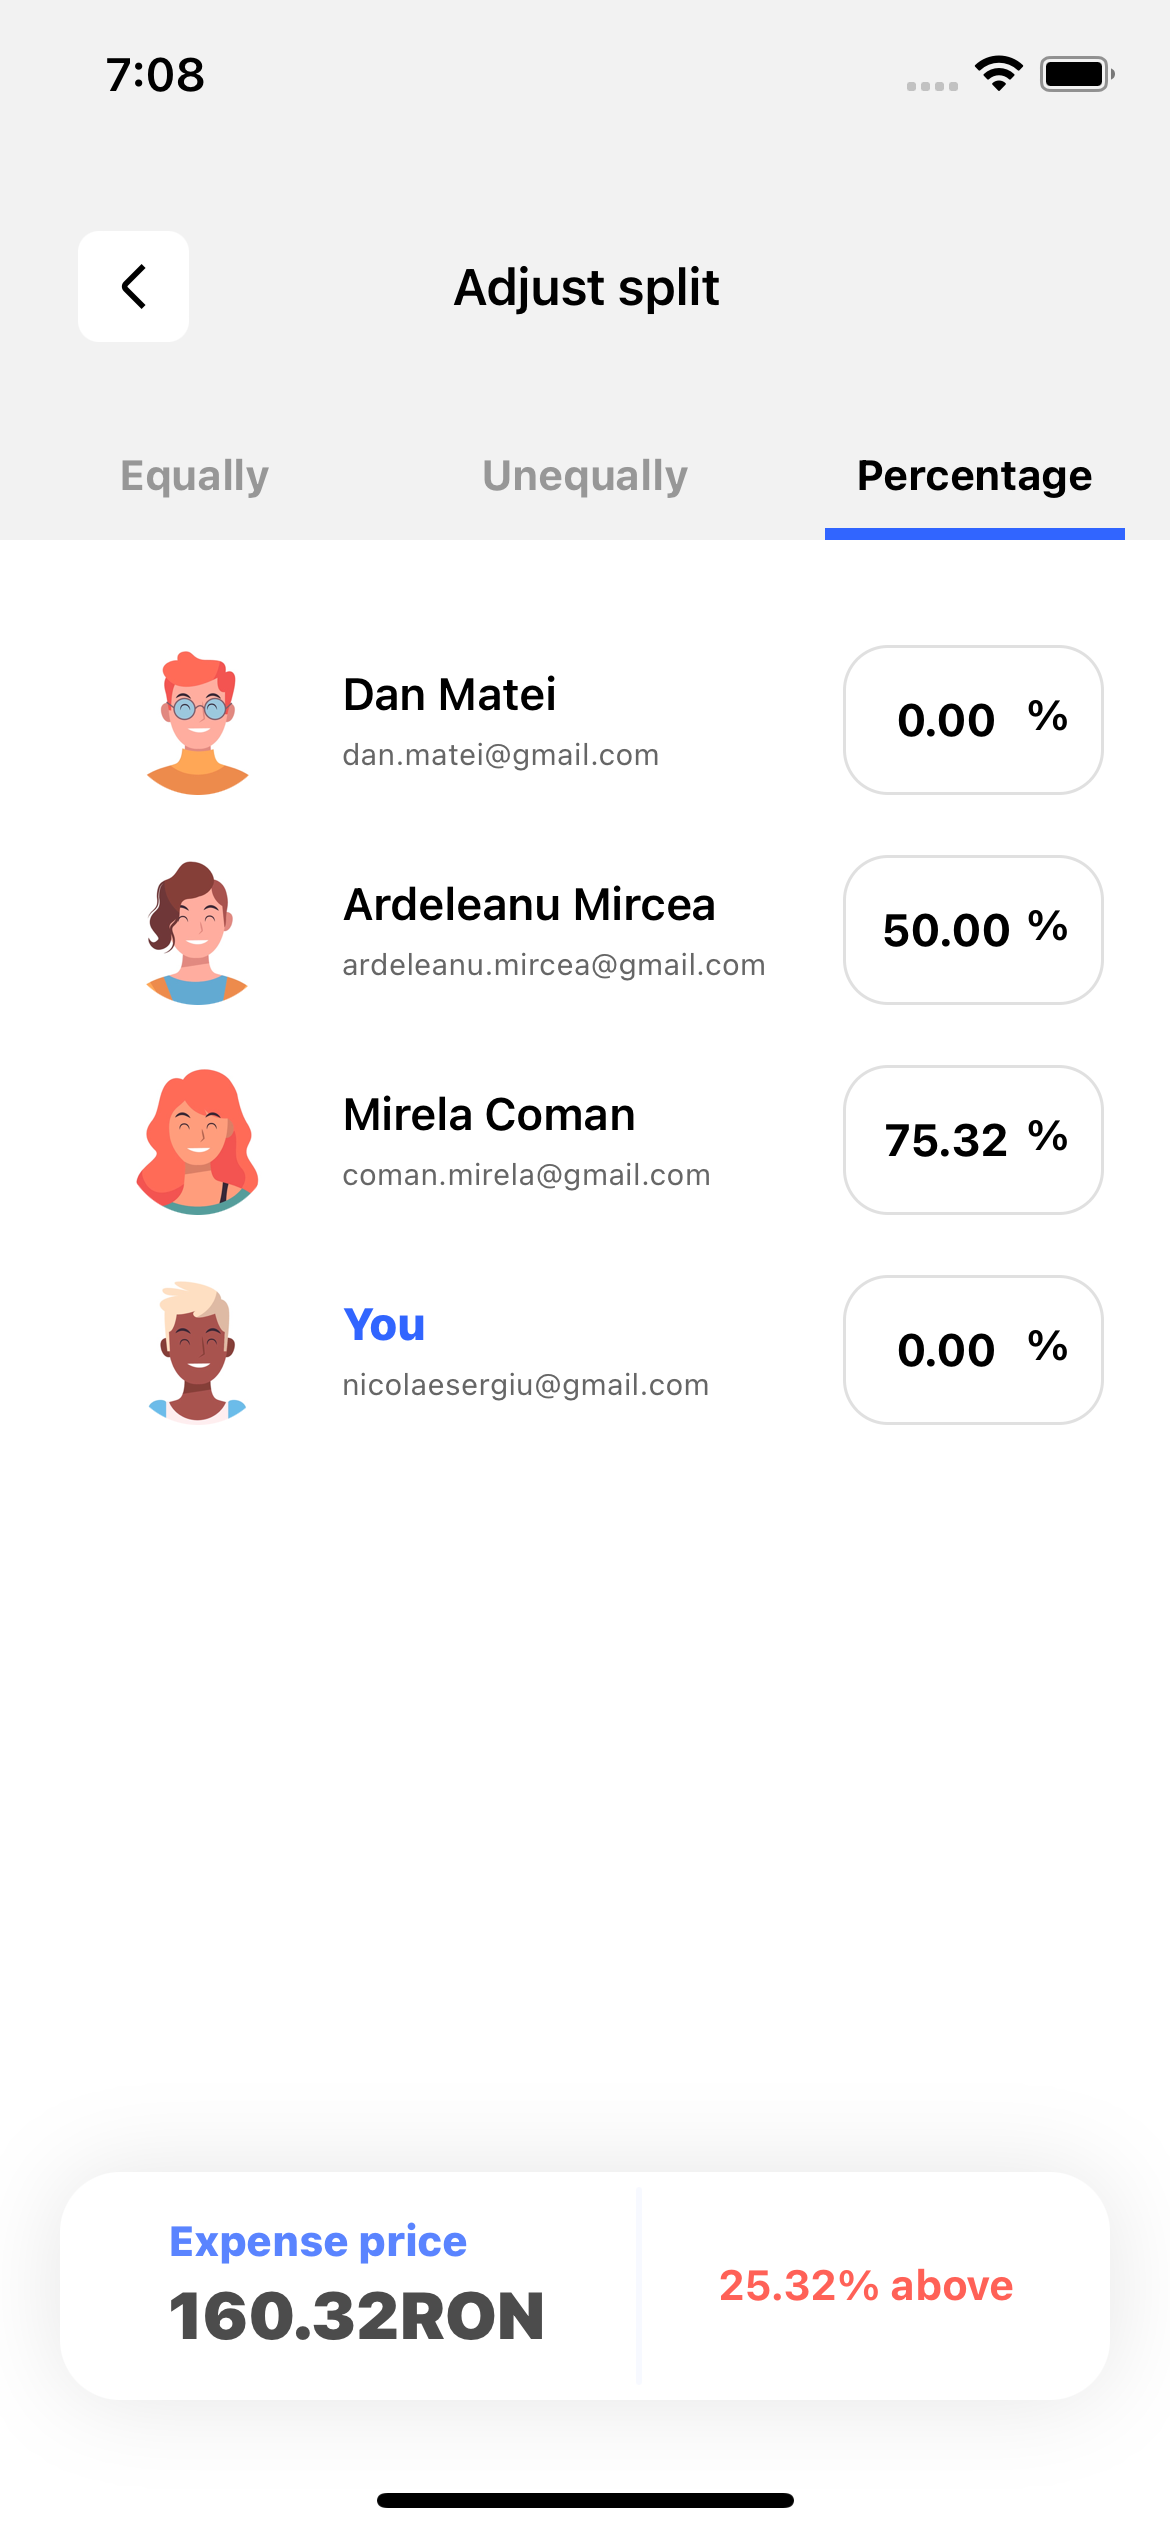 7:08
Adjust split
Equally Unequally Percentage
Dan Matei
dan.matei@gmail.com
0.00 %
Ardeleanu Mircea
ardeleanu.mircea@gmail.com
50.00 %
Mirela Coman
coman.mirela@gmail.com
75.32 %
You
nicolaesergiu@gmail.com
0.00 %
Expense price
160.32RON
25.32% above